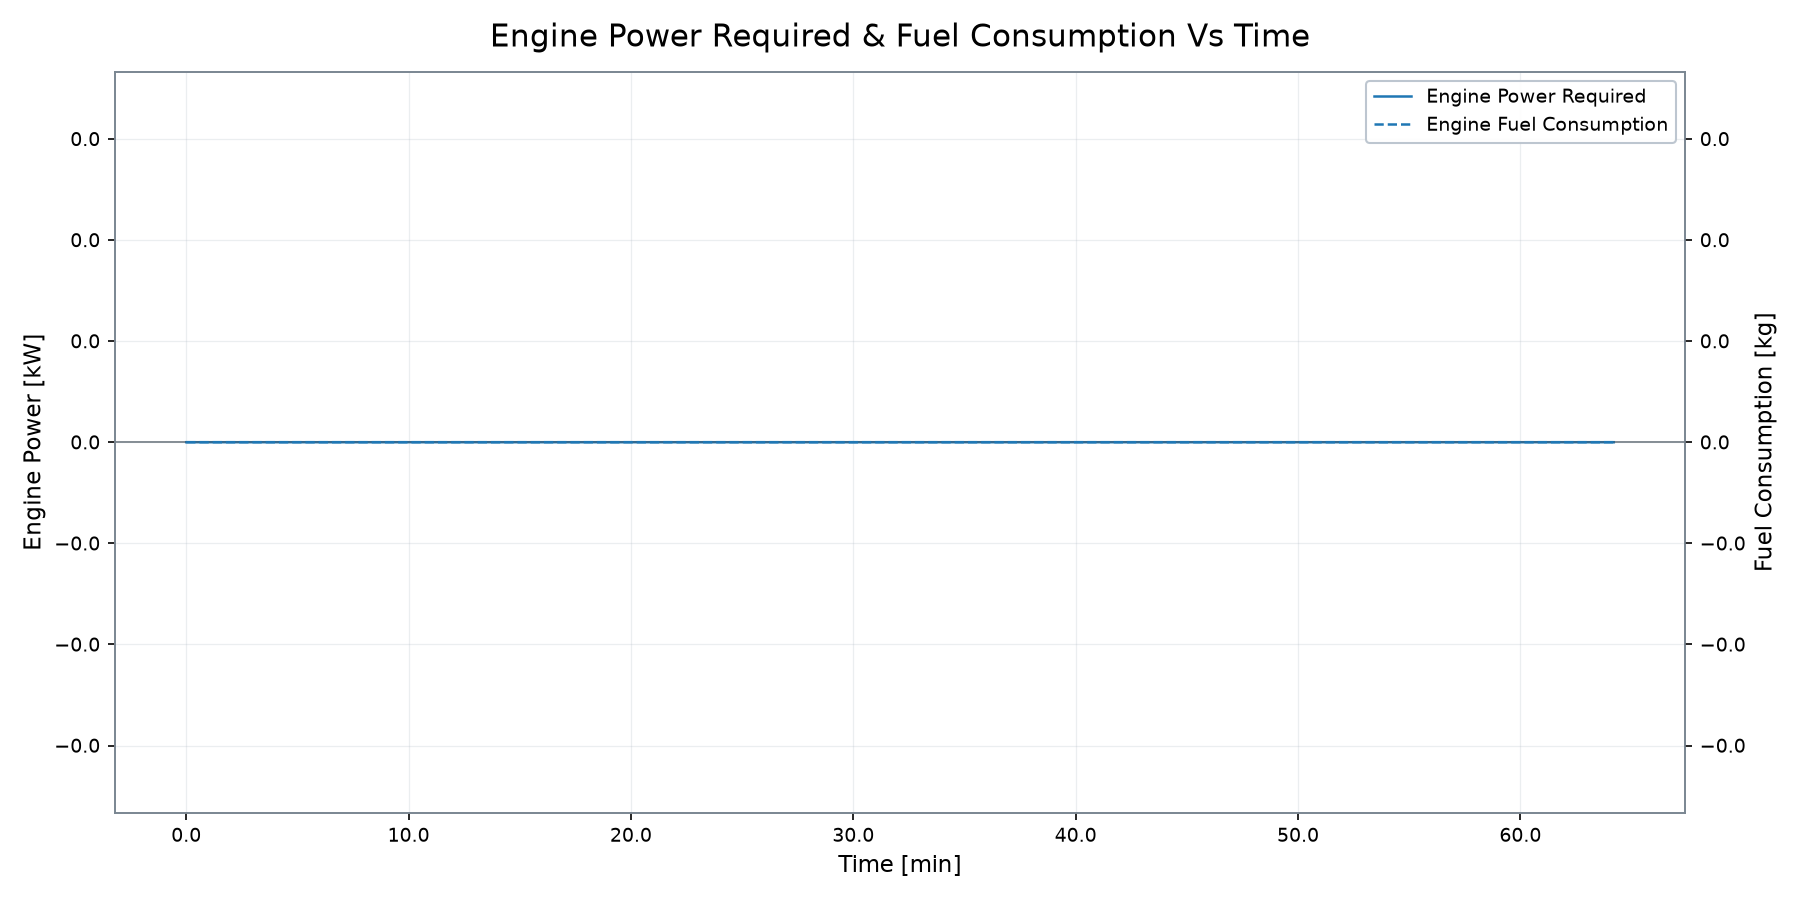 Engine Power Required & Fuel Consumption Vs Time
Engine Power Required
Engine Fuel Consumption
Engine Power [kW]
0.0
0.0
0.0
0.0
−0.0
−0.0
−0.0
0.0
0.0
0.0
0.0
−0.0
−0.0
−0.0
Fuel Consumption [kg]
0.0 10.0 20.0 30.0 40.0 50.0 60.0
Time [min]